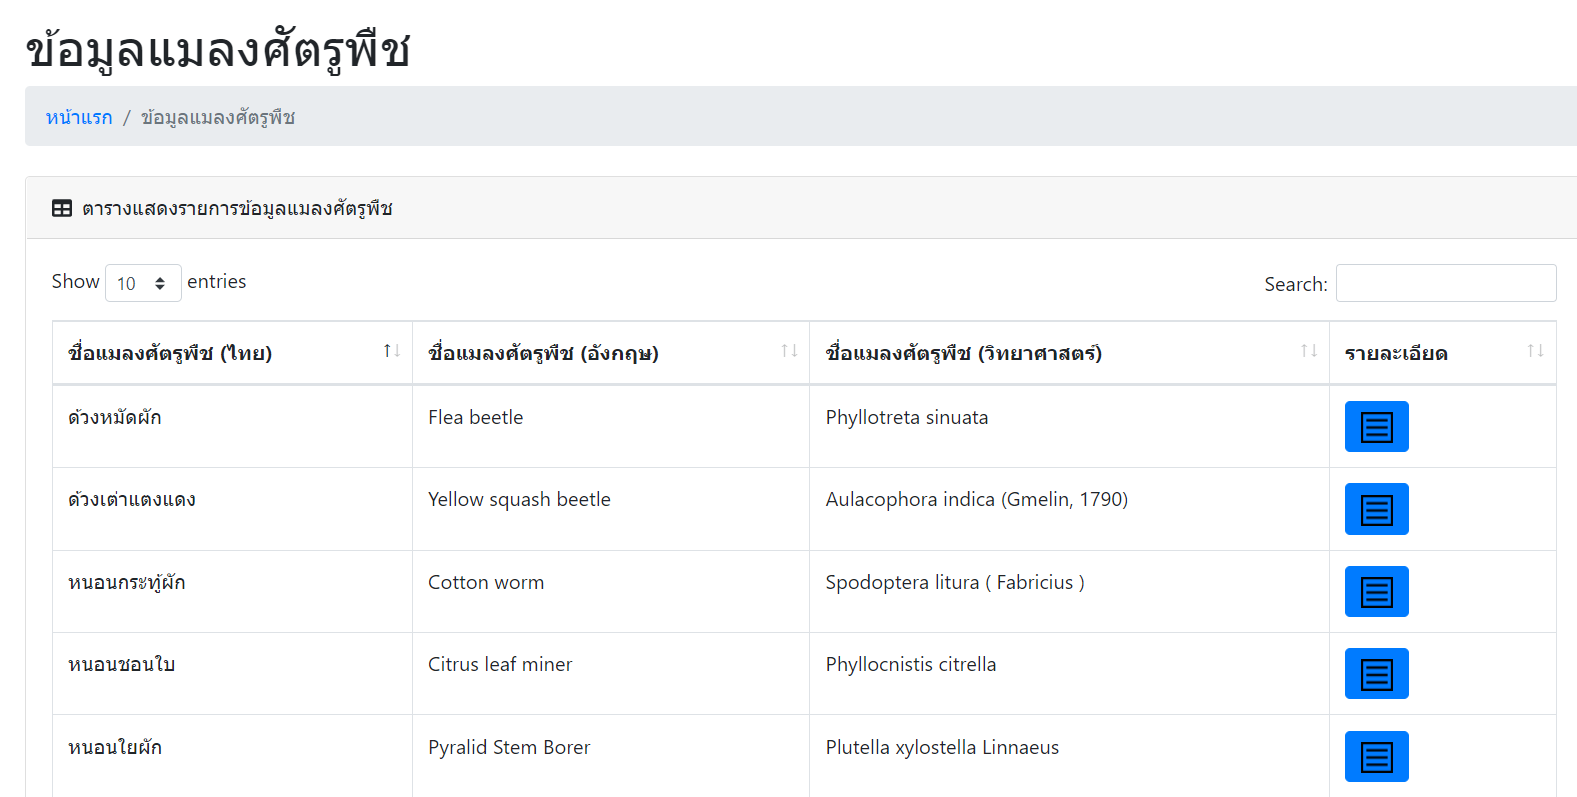 ข้อมูลแมลงศัตรูพืช
หน้าแรก / ข้อมูลแมลงศัตรูพืช
ตารางแสดงรายการข้อมูลแมลงศัตรูพืช
Show 10 entries Search:
ชื่อแมลงศัตรูพืช (ไทย) ชื่อแมลงศัตรูพืช (อังกฤษ) ชื่อแมลงศัตรูพืช (วิทยาศาสตร์) รายละเอียด
ด้วงหมัดผัก Flea beetle Phyllotreta sinuata
ด้วงเต่าแตงแดง Yellow squash beetle Aulacophora indica (Gmelin, 1790)
หนอนกระทู้ผัก Cotton worm Spodoptera litura ( Fabricius )
หนอนชอนใบ Citrus leaf miner Phyllocnistis citrella
หนอนใยผัก Pyralid Stem Borer Plutella xylostella Linnaeus